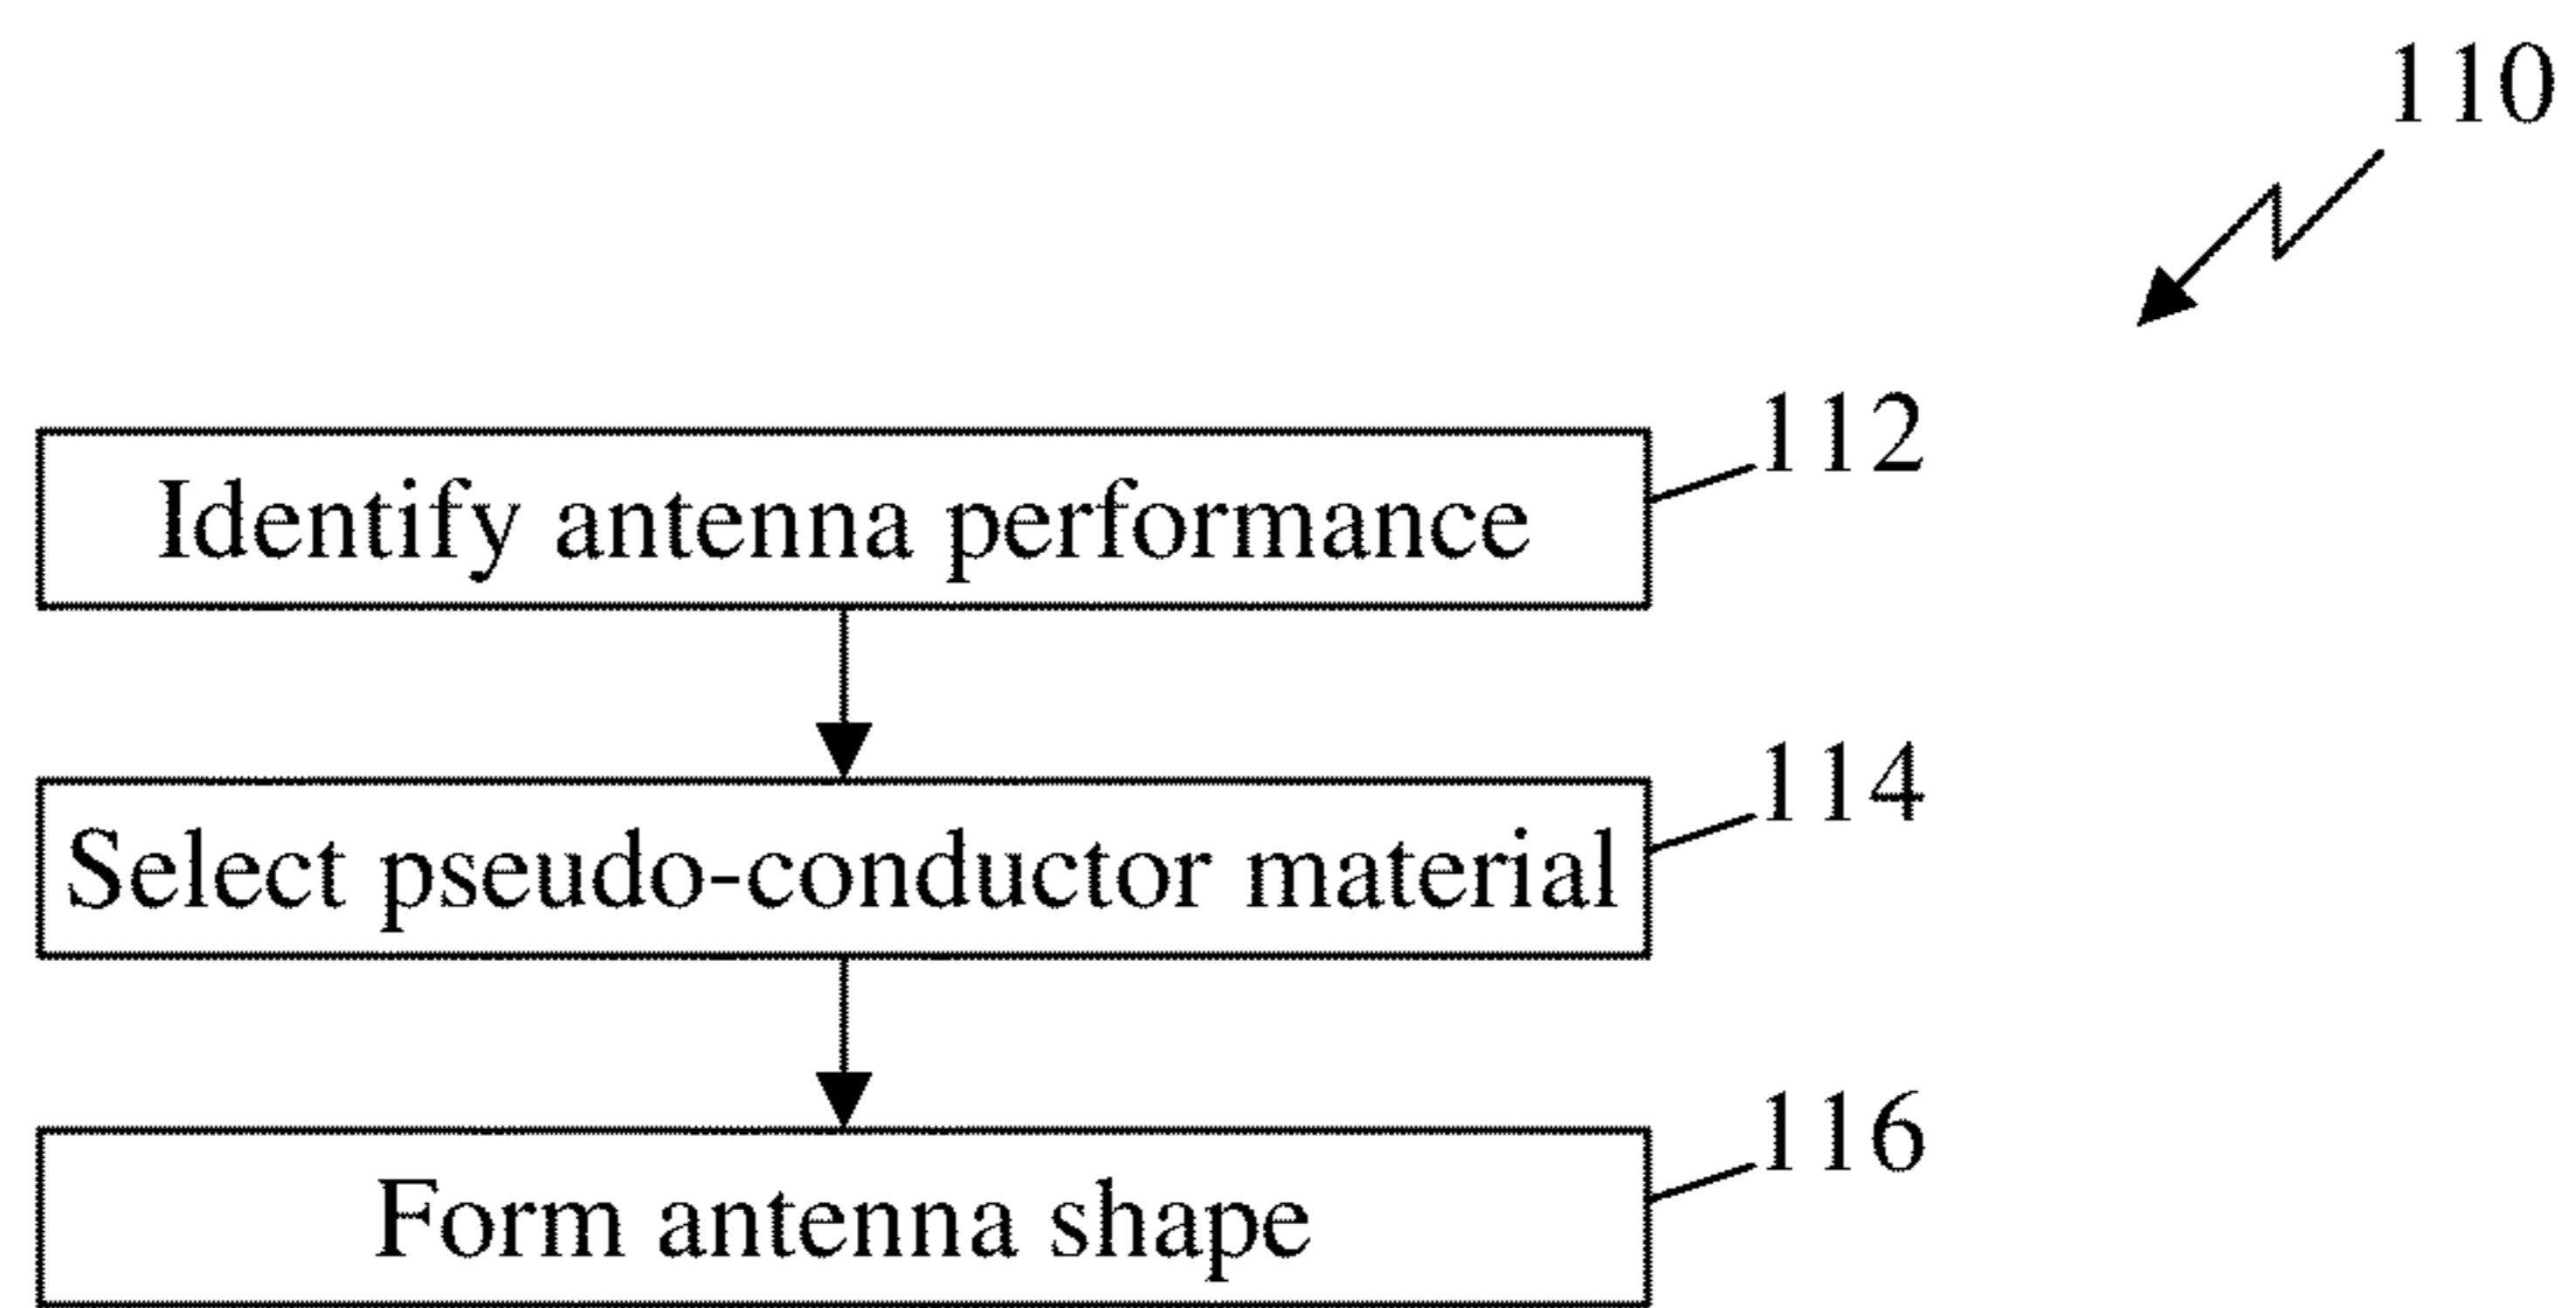 110
112
Identify antenna performance
114
Select pseudo-conductor material
116
Form antenna shape